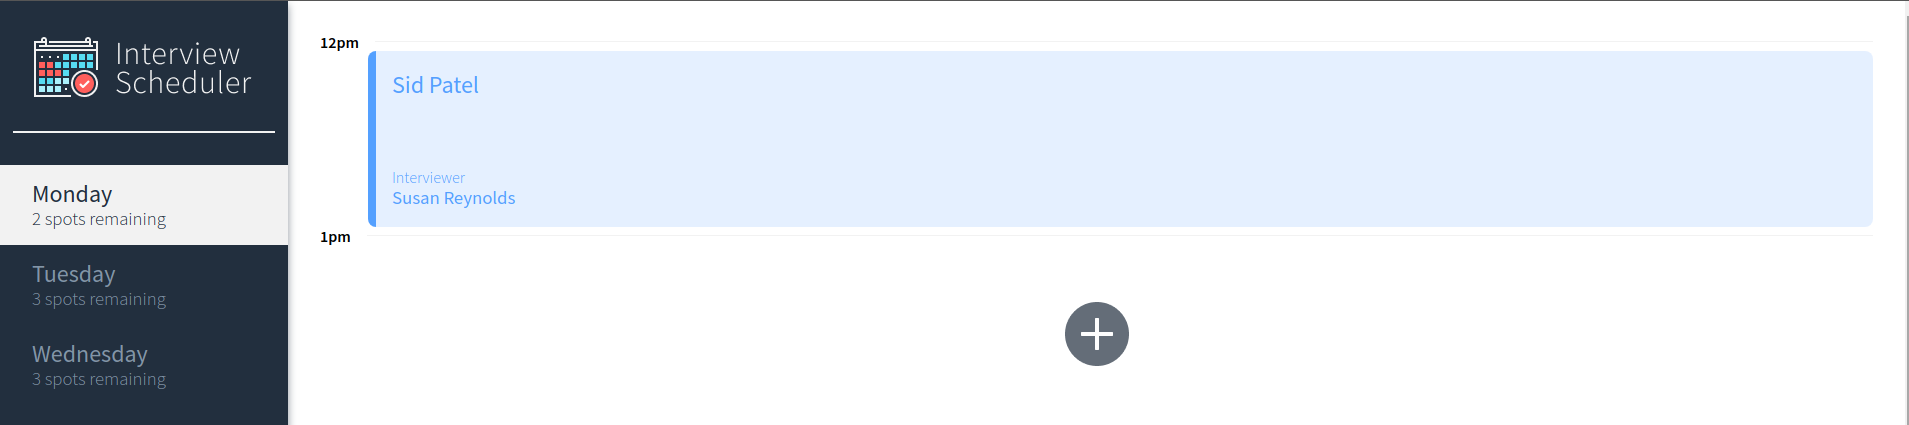 Interview
Scheduler
Monday
2 spots remaining
Tuesday
3 spots remaining
Wednesday
3 spots remaining
12pm
Sid Patel
Interviewer
Susan Reynolds
1pm